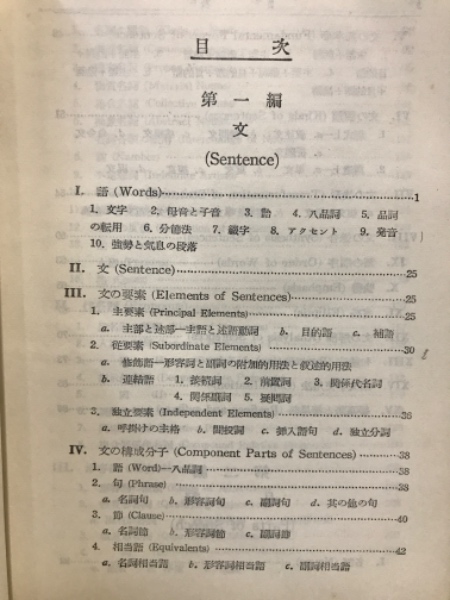 目次
第一編
文
(Sentence)
I. 語 (Words)……1
1. 文字 2. 母音と子音 3. 語 4. 八品詞 5. 品詞
の転用 6. 分節法 7. 綴字 8. アクセント 9. 発音
10. 強勢と気息の段落
II. 文 (Sentence)……25
III. 文の要素 (Elements of Sentences)……25
1. 主要素 (Principal Elements)……25
a. 主部と述部—主語と述語動詞 b. 目的語 c. 補語
2. 従要素 (Subordinate Elements)……30
a. 修飾語—形容詞と副詞の附加的用法と叙述的用法
b. 連結語 1. 接続詞 2. 前置詞 3. 関係代名詞
4. 関係副詞 5. 疑問詞
3. 独立要素 (Independent Elements)……36
a. 呼掛けの主格 b. 間投詞 c. 挿入語句 d. 独立分詞
IV. 文の構成分子 (Component Parts of Sentences)……38
1. 語 (Word)—八品詞……38
2. 句 (Phrase)……38
a. 名詞句 b. 形容詞句 c. 副詞句 d. 其の他の句
3. 節 (Clause)……40
a. 名詞節 b. 形容詞節 c. 副詞節
4. 相当語 (Equivalents)……42
a. 名詞相当語 b. 形容詞相当語 c. 副詞相当語